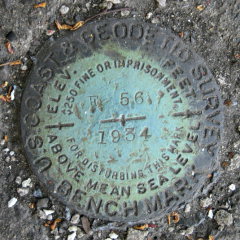 U.S. COAST & GEODETIC SURVEY
BENCH MARK
ELEV. FEET
ABOVE MEAN SEA LEVEL
$250 FINE OR IMPRISONMENT
FOR DISTURBING THIS MARK
56
1934